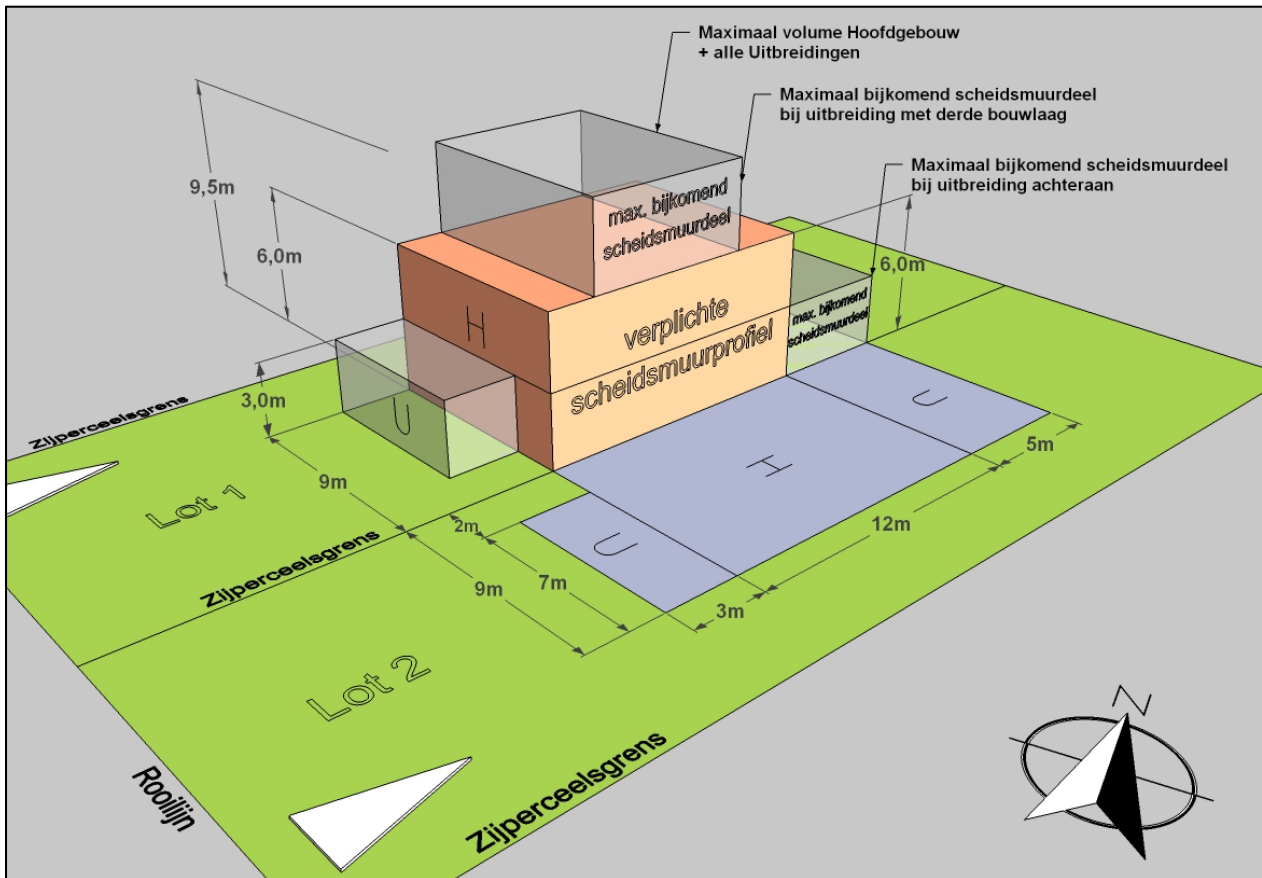 Maximaal volume Hoofdgebouw
+ alle Uitbreidingen
Maximaal bijkomend scheidsmuurdeel
bij uitbreiding met derde bouwlaag
Maximaal bijkomend scheidsmuurdeel
bij uitbreiding achteraan
9,5m
6,0m
3,0m
6,0m
max. bijkomend
scheidsmuurdeel
max. bijkomend
scheidsmuurdeel
H
verplichte
scheidsmuurprofiel
U
U
H
U
5m
12m
3m
2m
7m
9m
9m
Zijperceelsgrens
Lot 1
Zijperceelsgrens
Lot 2
Zijperceelsgrens
Rooilijn
N